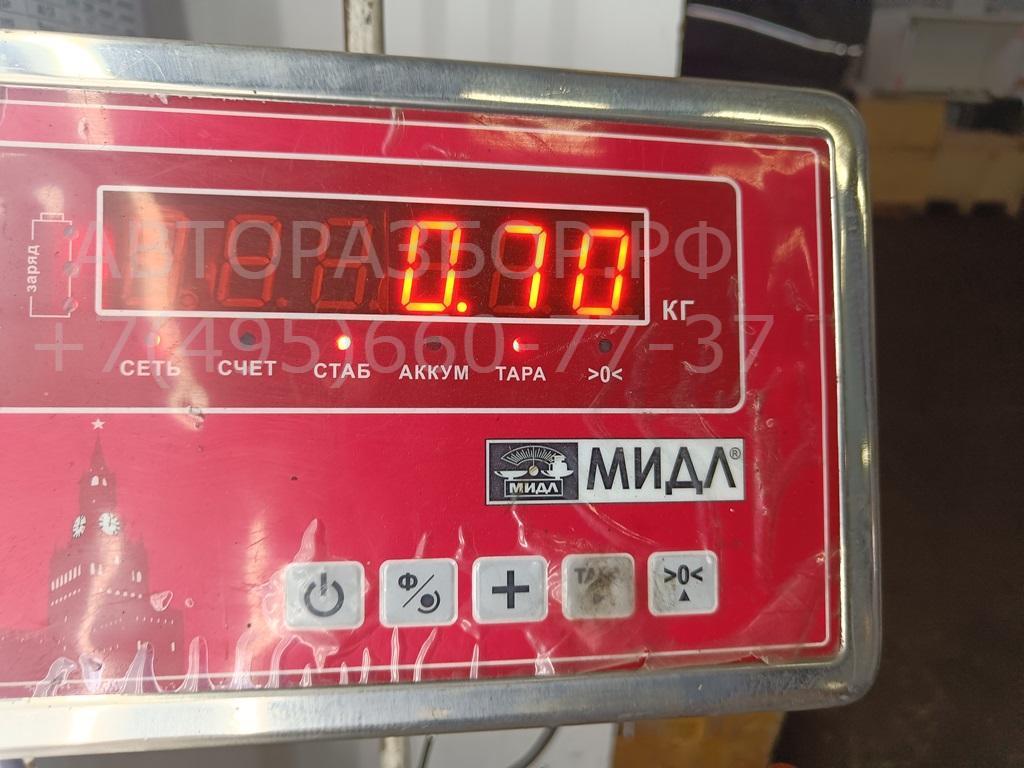 АВТОРАЗБОР.РФ
+7(495)660-77-37
заряд
0.70
КГ
СЕТЬ СЧЕТ СТАБ АККУМ ТАРА >0<
МИДЛ МИДЛ®
Ф/ + >0<